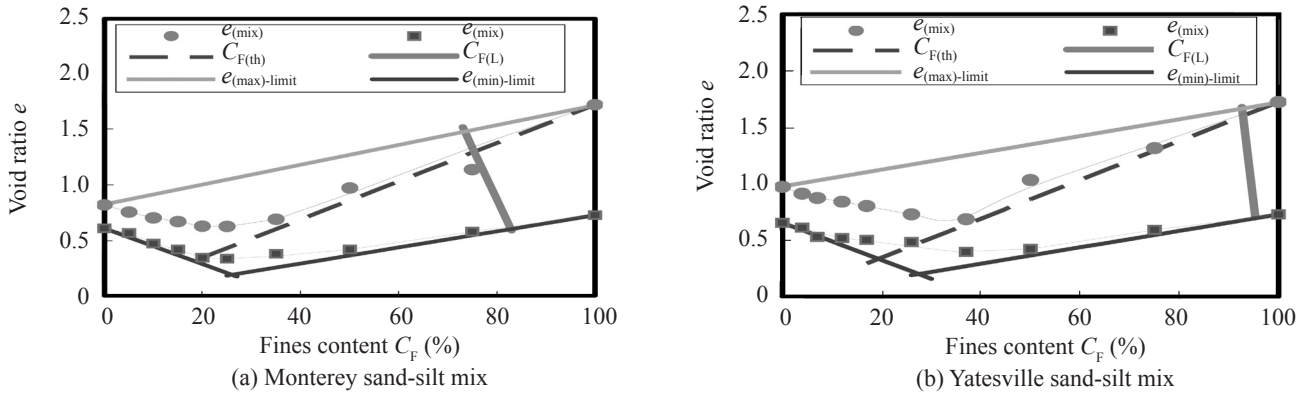 2.5
2.0
1.5
1.0
0.5
0
Void ratio e
e(mix)
e(mix)
CF(th)
CF(L)
e(max)-limit
e(min)-limit
0
20
40
60
80
100
Fines content CF (%)
(a) Monterey sand-silt mix
2.5
2.0
1.5
1.0
0.5
0
Void ratio e
e(mix)
e(mix)
CF(th)
CF(L)
e(max)-limit
e(min)-limit
0
20
40
60
80
100
Fines content CF (%)
(b) Yatesville sand-silt mix